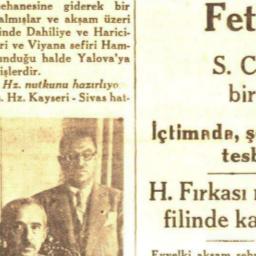 ehanesine giderek bir
almışlar ve akşam üzeri
inde Dahiliye ve Harici-
ri ve Viyana sefiri Ham-
unduğu halde Yalova'ya
işlerdir.
Hz. nutkunu hazırlıyo
. Hz. Kayseri - Sivas hat-
Fet
S. C
bir
İçtimada, ş
tesb
H. Fırkası
filinde ka
Evvelki akşam şehr